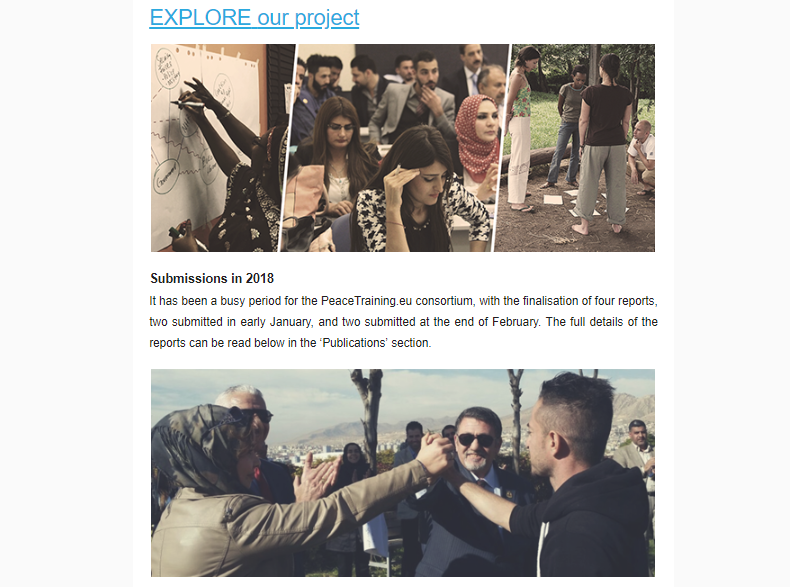 EXPLORE our project
Submissions in 2018
It has been a busy period for the PeaceTraining.eu consortium, with the finalisation of four reports,
two submitted in early January, and two submitted at the end of February. The full details of the
reports can be read below in the ‘Publications’ section.